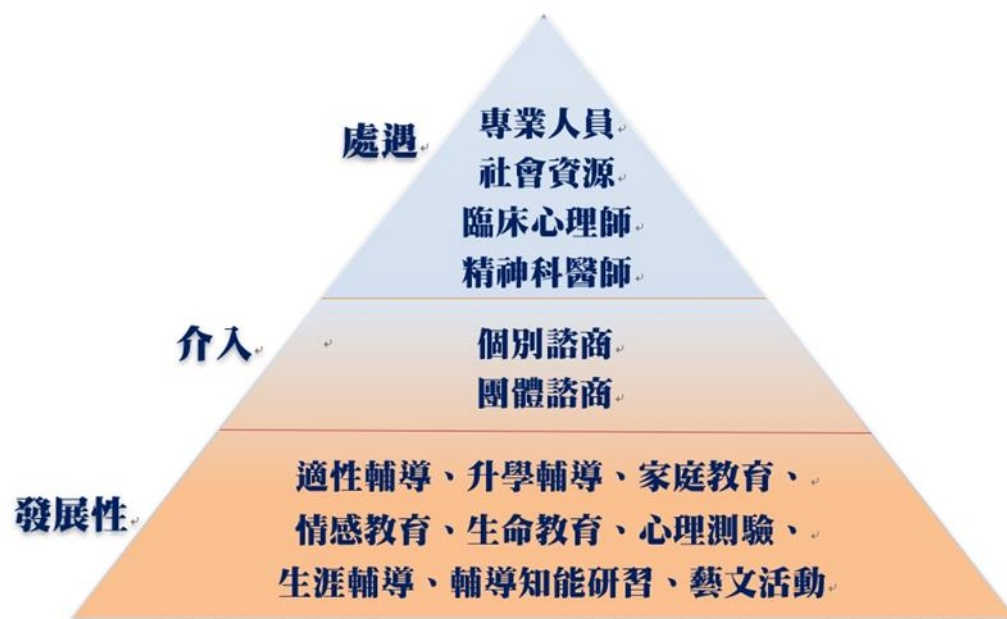 處遇
專業人員
社會資源
臨床心理師
精神科醫師
介入
個別諮商
團體諮商
發展性
適性輔導、升學輔導、家庭教育、
情感教育、生命教育、心理測驗、
生涯輔導、輔導知能研習、藝文活動